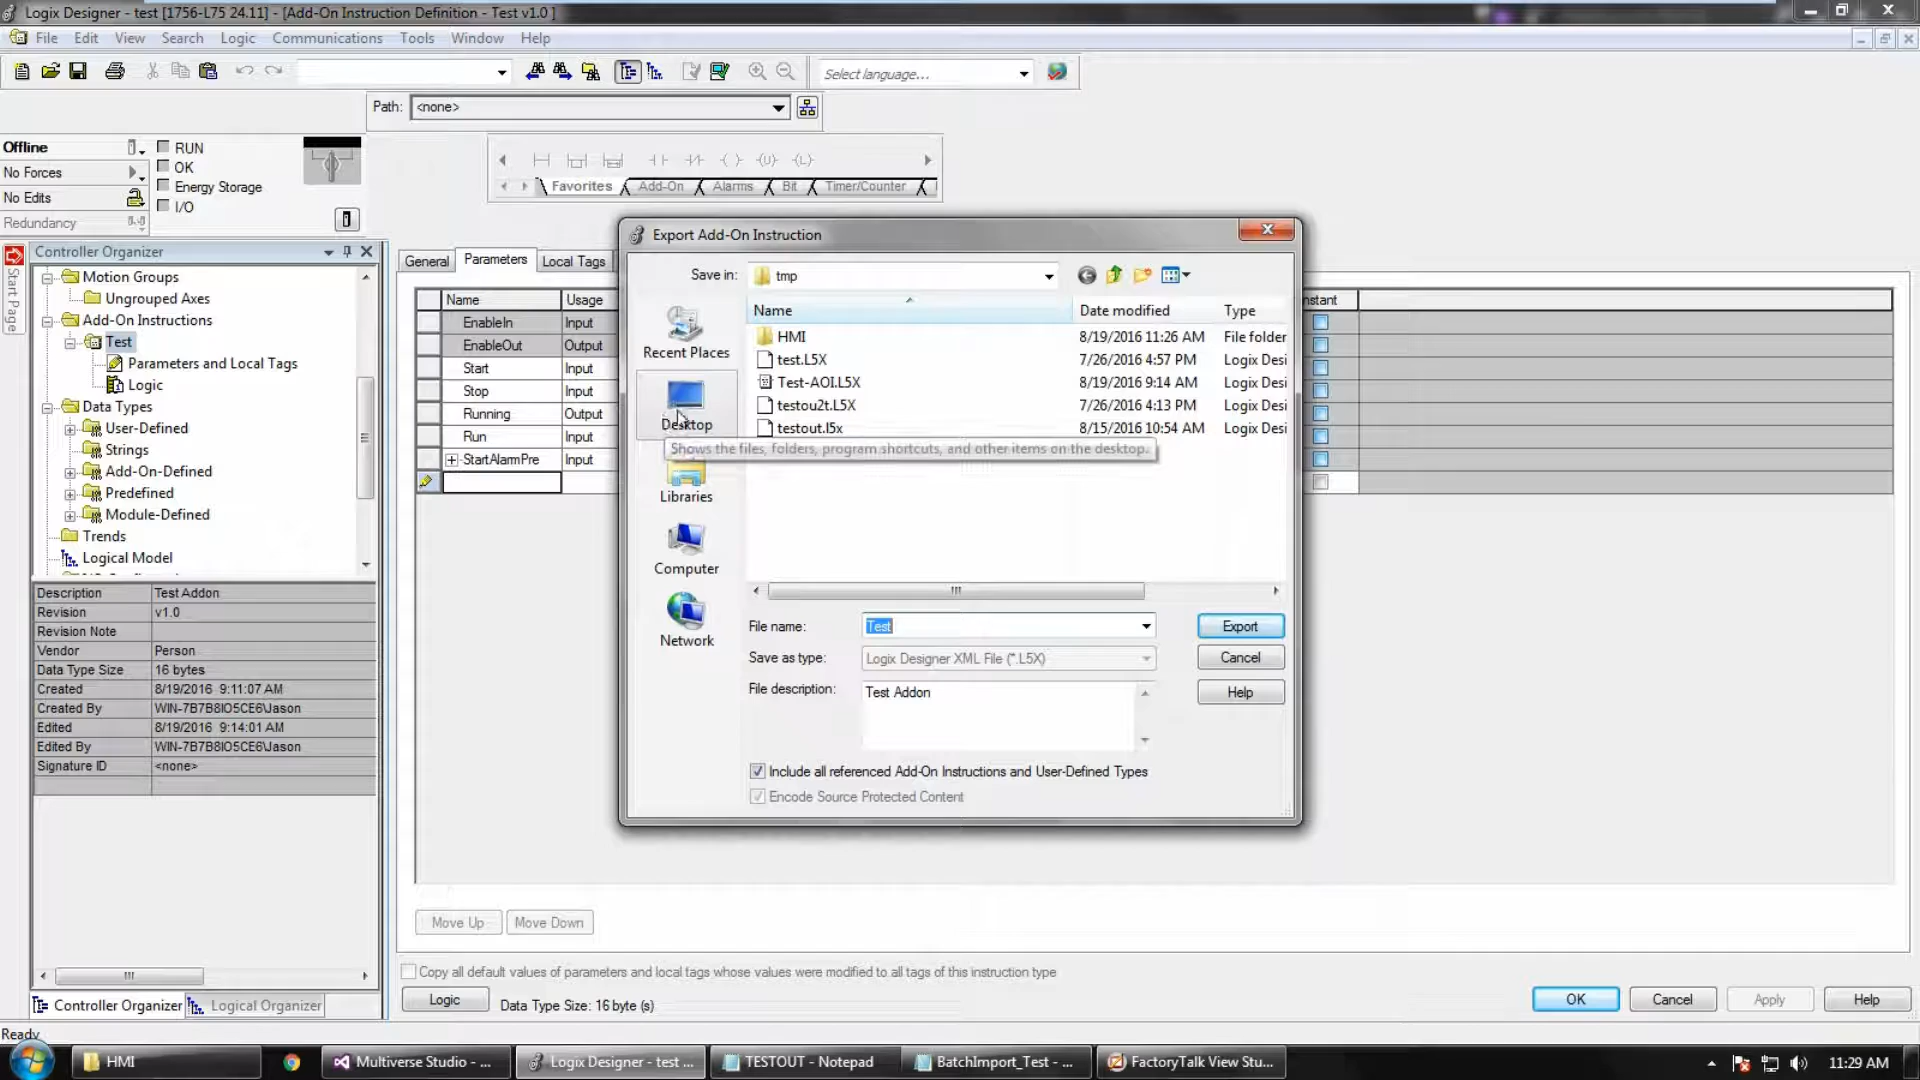 Logix Designer - test [1756-L75 24.11] - [Add-On Instruction Definition - Test v1.0 ]
File Edit View Search Logic Communications Tools Window Help
Select language...
Path: <none>
Offline RUN
No Forces OK
No Edits Energy Storage
Redundancy I/O
Favorites Add-On Alarms Bit Timer/Counter
Start Page
Controller Organizer
Motion Groups
Ungrouped Axes
Add-On Instructions
Test
Parameters and Local Tags
Logic
Data Types
User-Defined
Strings
Add-On-Defined
Predefined
Module-Defined
Trends
Logical Model
Description Test Addon
Revision v1.0
Revision Note
Vendor Person
Data Type Size 16 bytes
Created 8/19/2016 9:11:07 AM
Created By WIN-7B7B8IO5CE6\Jason
Edited 8/19/2016 9:14:01 AM
Edited By WIN-7B7B8IO5CE6\Jason
Signature ID <none>
Controller Organizer Logical Organizer
General Parameters Local Tags
Name Usage nstant
EnableIn Input
EnableOut Output
Start Input
Stop Input
Running Output
Run Input
StartAlarmPre Input
Export Add-On Instruction
Save in: tmp
Recent Places
Desktop
Libraries
Computer
Network
Name Date modified Type
HMI 8/19/2016 11:26 AM File folder
test.L5X 7/26/2016 4:57 PM Logix Desi
Test-AOI.L5X 8/19/2016 9:14 AM Logix Desi
testou2t.L5X 7/26/2016 4:13 PM Logix Desi
testout.l5x 8/15/2016 10:54 AM Logix Desi
Shows the files, folders, program shortcuts, and other items on the desktop.
File name: Test Export
Save as type: Logix Designer XML File (*.L5X) Cancel
File description: Test Addon Help
Include all referenced Add-On Instructions and User-Defined Types
Encode Source Protected Content
Move Up Move Down
Copy all default values of parameters and local tags whose values were modified to all tags of this instruction type
Logic Data Type Size: 16 byte (s) OK Cancel Apply Help
Ready
HMI Multiverse Studio - ... Logix Designer - test ... TESTOUT - Notepad BatchImport_Test - ... FactoryTalk View Stu... 11:29 AM